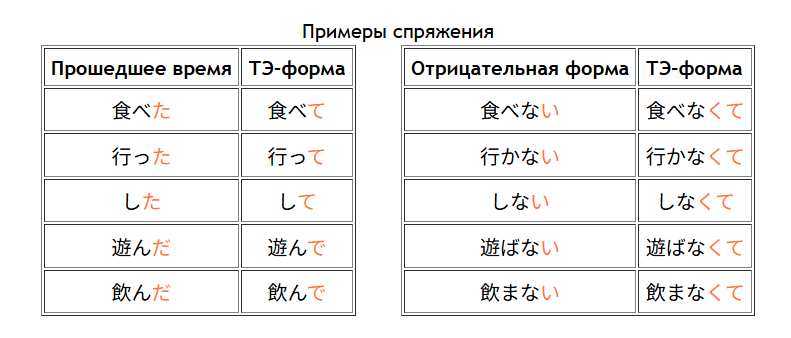 Примеры спряжения
Прошедшее время ТЭ-форма Отрицательная форма ТЭ-форма
食べた 食べて 食べない 食べなくて
行った 行って 行かない 行かなくて
した して しない しなくて
遊んだ 遊んで 遊ばない 遊ばなくて
飲んだ 飲んで 飲まない 飲まなくて